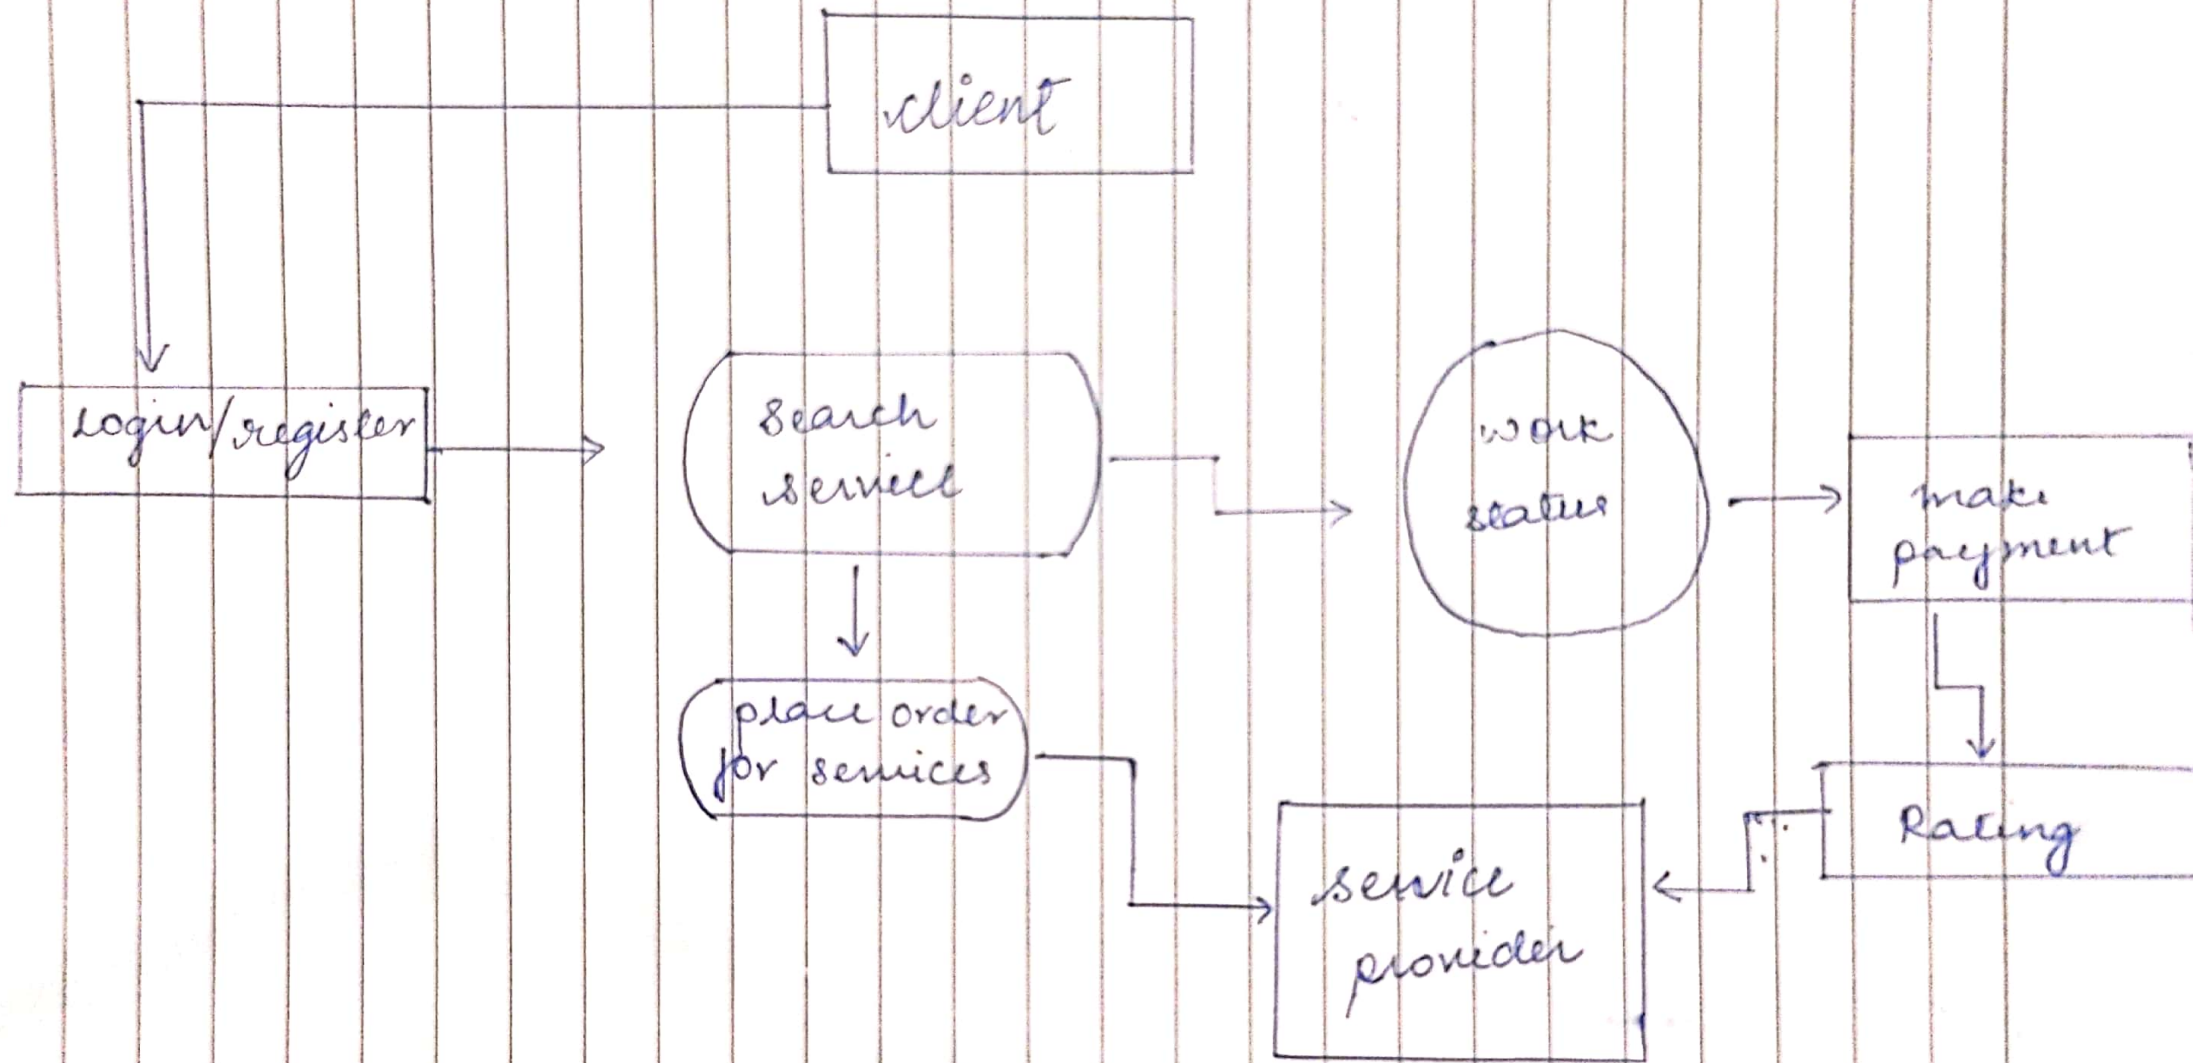 client
Login/register
Search
service
work
status
make
payment
place order
for services
Rating
service
provider